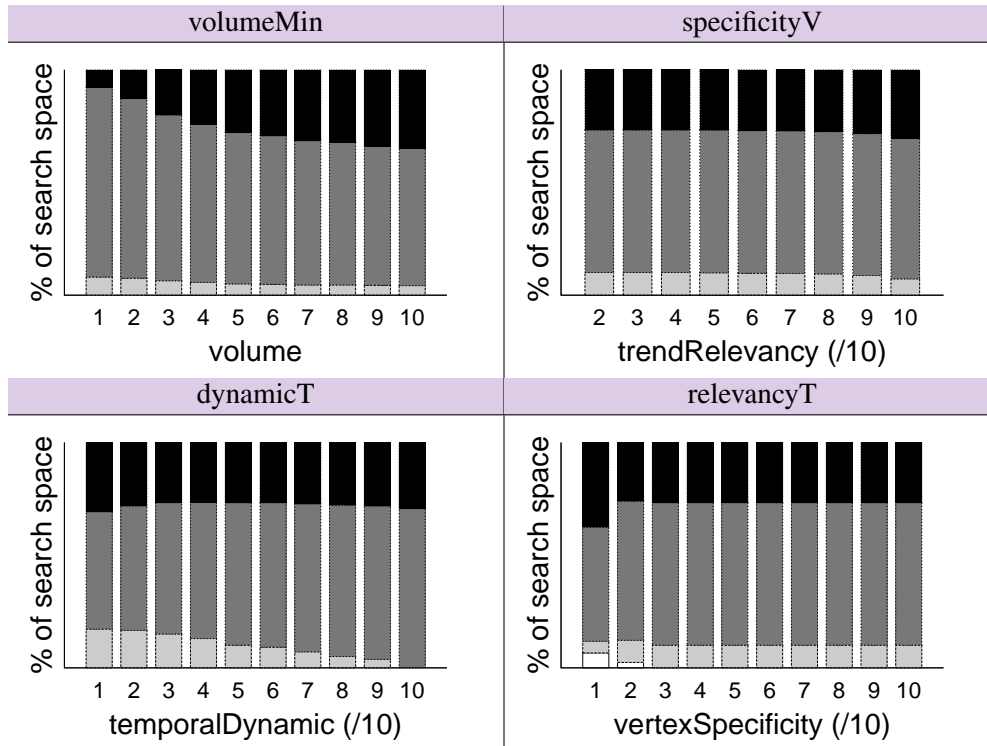 volumeMin
specificityV
% of search space
1 2 3 4 5 6 7 8 9 10
volume
% of search space
2 3 4 5 6 7 8 9 10
trendRelevancy (/10)
dynamicT
relevancyT
% of search space
1 2 3 4 5 6 7 8 9 10
temporalDynamic (/10)
% of search space
1 2 3 4 5 6 7 8 9 10
vertexSpecificity (/10)